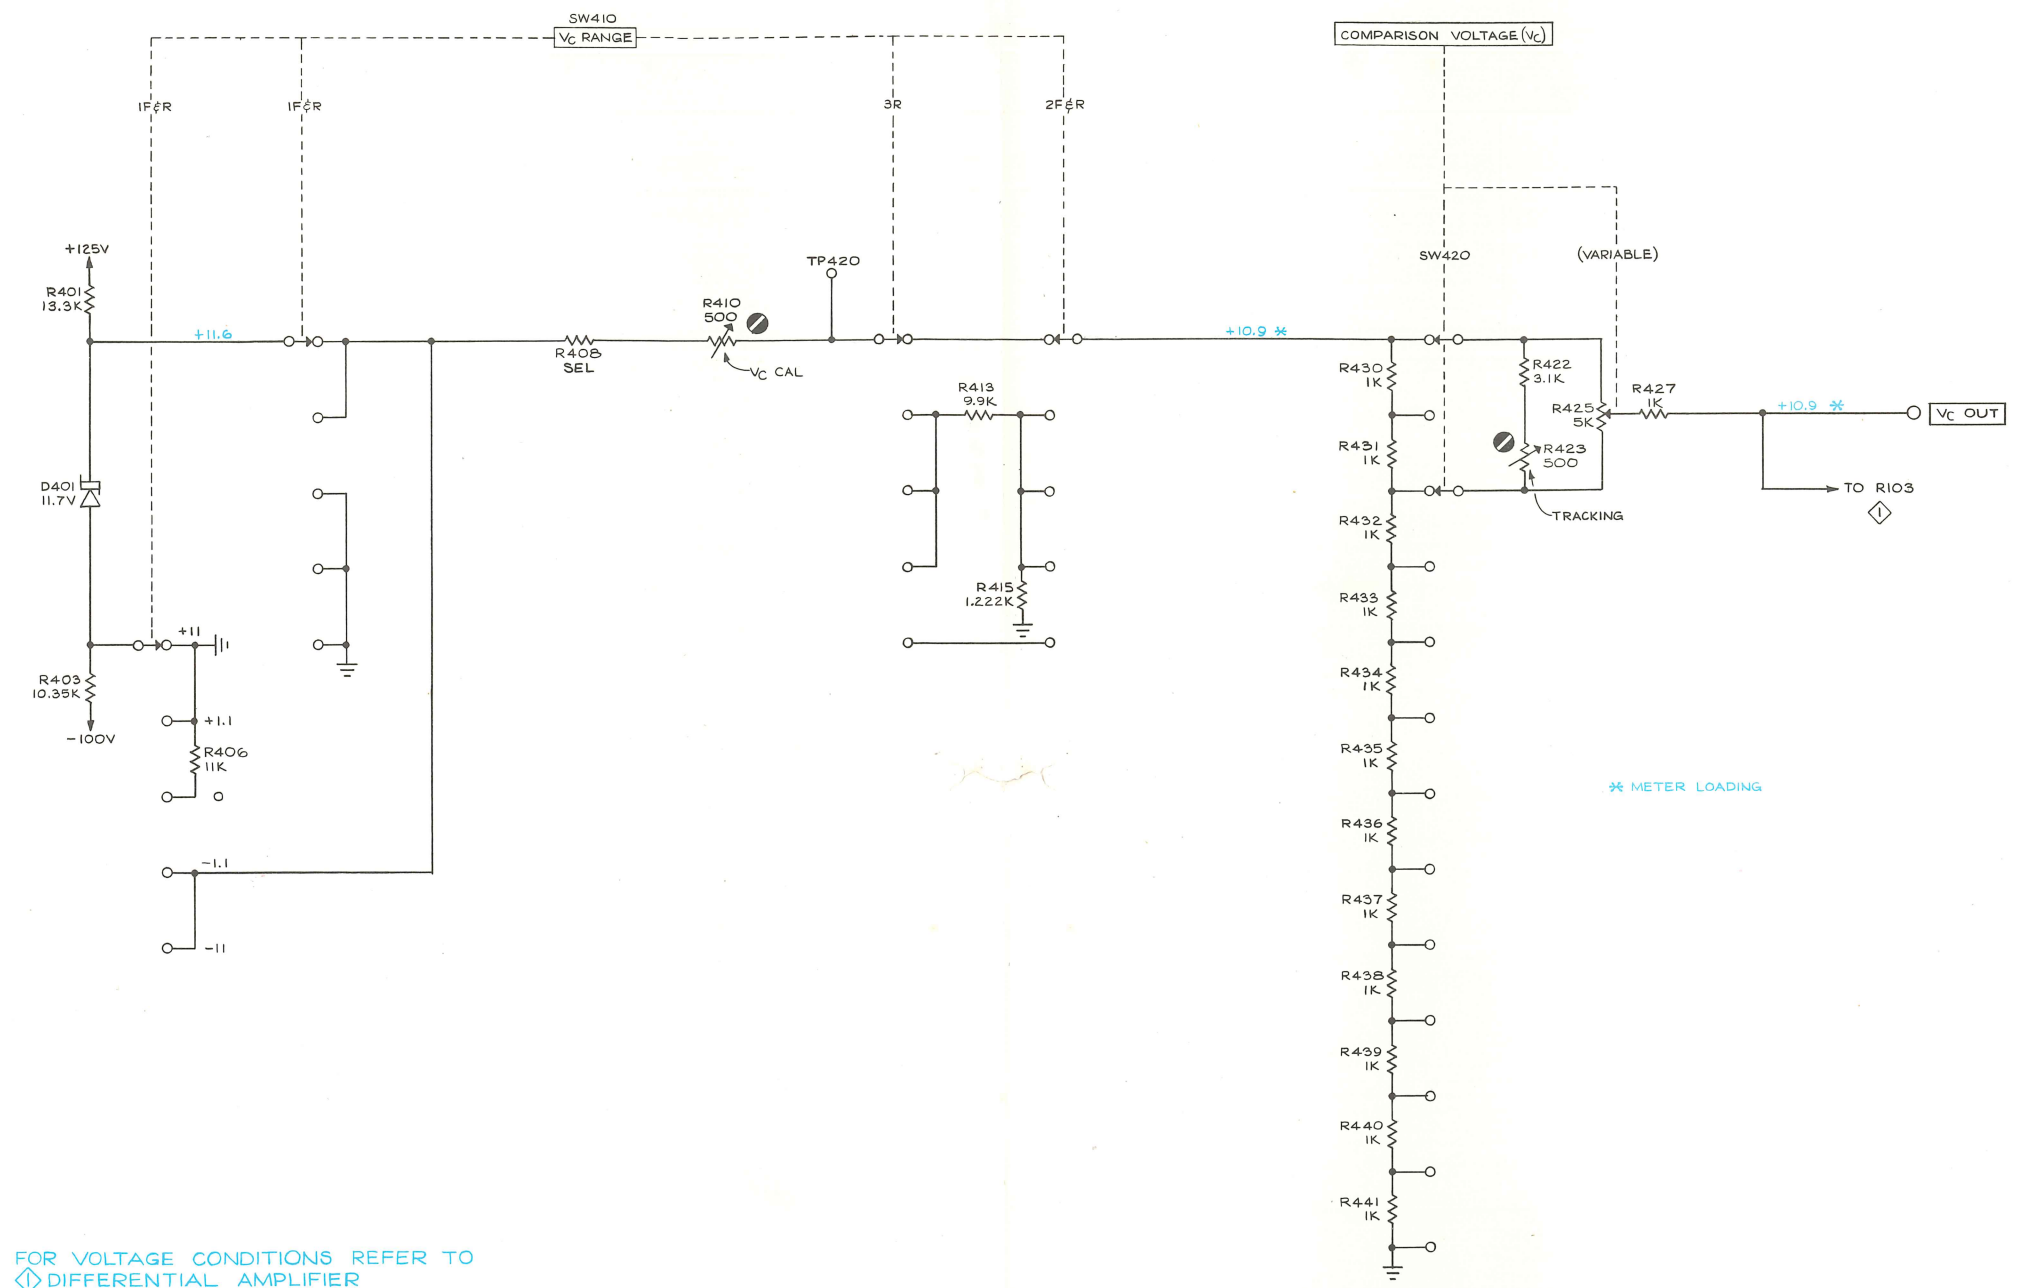 SW410
VC RANGE
COMPARISON VOLTAGE (VC)
1F&R
1F&R
3R
2F&R
+125V
R401
13.3K
+11.6
R408
SEL
R410
500
VC CAL
TP420
+10.9 *
SW420
(VARIABLE)
R413
9.9K
R415
1.222K
D401
11.7V
+11
R403
10.35K
-100V
+1.1
R406
11K
0
-1.1
-11
R430
1K
R431
1K
R432
1K
R433
1K
R434
1K
R435
1K
R436
1K
R437
1K
R438
1K
R439
1K
R440
1K
R441
1K
R422
3.1K
R425
5K
R427
1K
R423
500
TRACKING
+10.9 *
VC OUT
TO R103
1
* METER LOADING
FOR VOLTAGE CONDITIONS REFER TO
1 DIFFERENTIAL AMPLIFIER